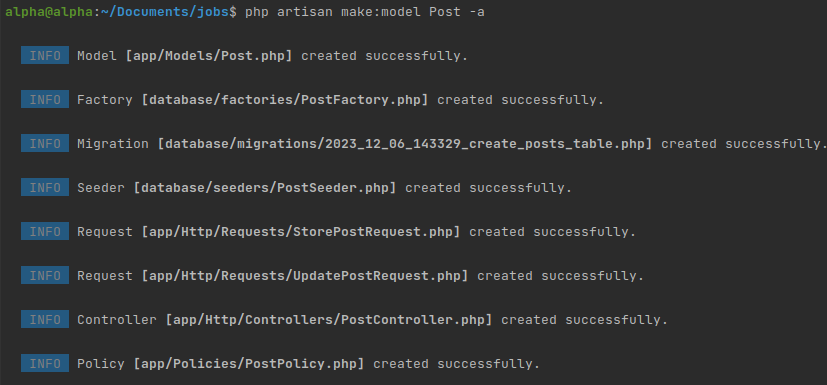 alpha@alpha:~/Documents/jobs$ php artisan make:model Post -a
INFO Model [app/Models/Post.php] created successfully.
INFO Factory [database/factories/PostFactory.php] created successfully.
INFO Migration [database/migrations/2023_12_06_143329_create_posts_table.php] created successfully.
INFO Seeder [database/seeders/PostSeeder.php] created successfully.
INFO Request [app/Http/Requests/StorePostRequest.php] created successfully.
INFO Request [app/Http/Requests/UpdatePostRequest.php] created successfully.
INFO Controller [app/Http/Controllers/PostController.php] created successfully.
INFO Policy [app/Policies/PostPolicy.php] created successfully.